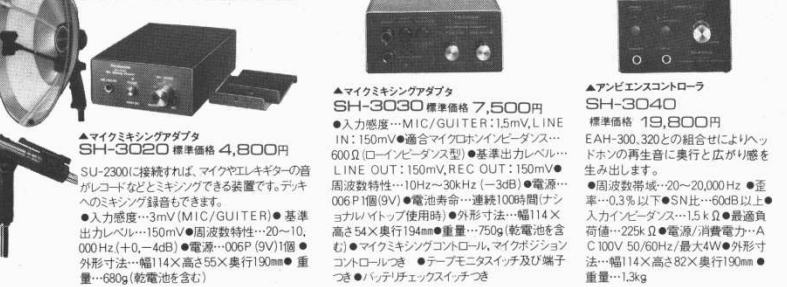 ▲マイクミキシングアダプタ
SH-3020 標準価格 4,800円
SU-2300に接続すれば、マイクやエレキギターの音
がレコードなどとミキシングできる装置です。デッキ
へのミキシング録音もできます。
●入力感度…3mV(MIC/GUITER)● 基準
出力レベル…150mV●周波数特性…20～10,
000Hz(+0,−4dB)●電源…006P(9V)1個●
外形寸法…幅114×高さ55×奥行190mm● 重
量…680g(乾電池を含む)
▲マイクミキシングアダプタ
SH-3030 標準価格 7,500円
●入力感度…MIC/GUITER:1.5mV,LINE
IN:150mV●適合マイクロホンインピーダンス…
600Ω(ローインピーダンス型)●基準出力レベル…
LINE OUT:150mV,REC OUT:150mV●
周波数特性…10Hz～30kHz(−3dB)●電源…
006P1個(9V)●電池寿命…連続100時間(ナシ
ョナルハイトップ使用時)●外形寸法…幅114×
高さ54×奥行194mm●重量…750g(乾電池を含
む)●マイクミキシングコントロール、マイクポジション
コントロールつき ●テープモニタスイッチ及び端子
つき●バッテリチェックスイッチつき
▲アンビエンスコントローラ
SH-3040
標準価格 19,800円
EAH-300、320との組合せによりヘッ
ドホンの再生音に奥行と広がり感を
生み出します。
●周波数帯域…20～20,000Hz ●歪
率…0.3%以下●SN比…60dB以上●
入力インピーダンス…1.5kΩ●最適負
荷値…225kΩ●電源/消費電力…A
C100V 50/60Hz/最大4W●外形寸
法…幅114×高さ82×奥行190mm ●
重量…1.3kg